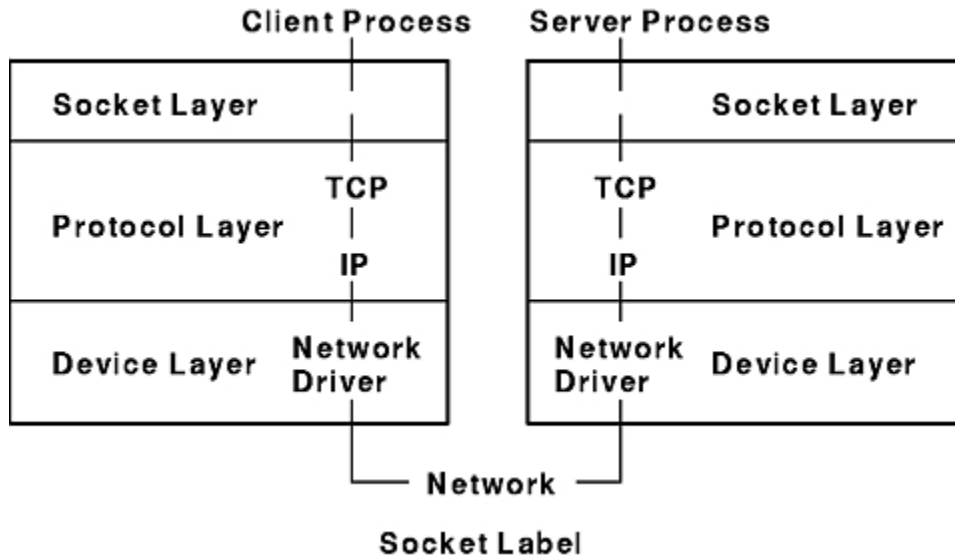 Client Process
Server Process
Socket Layer
Socket Layer
TCP
TCP
Protocol Layer
Protocol Layer
IP
IP
Device Layer
Network
Driver
Network
Driver
Device Layer
Network
Socket Label